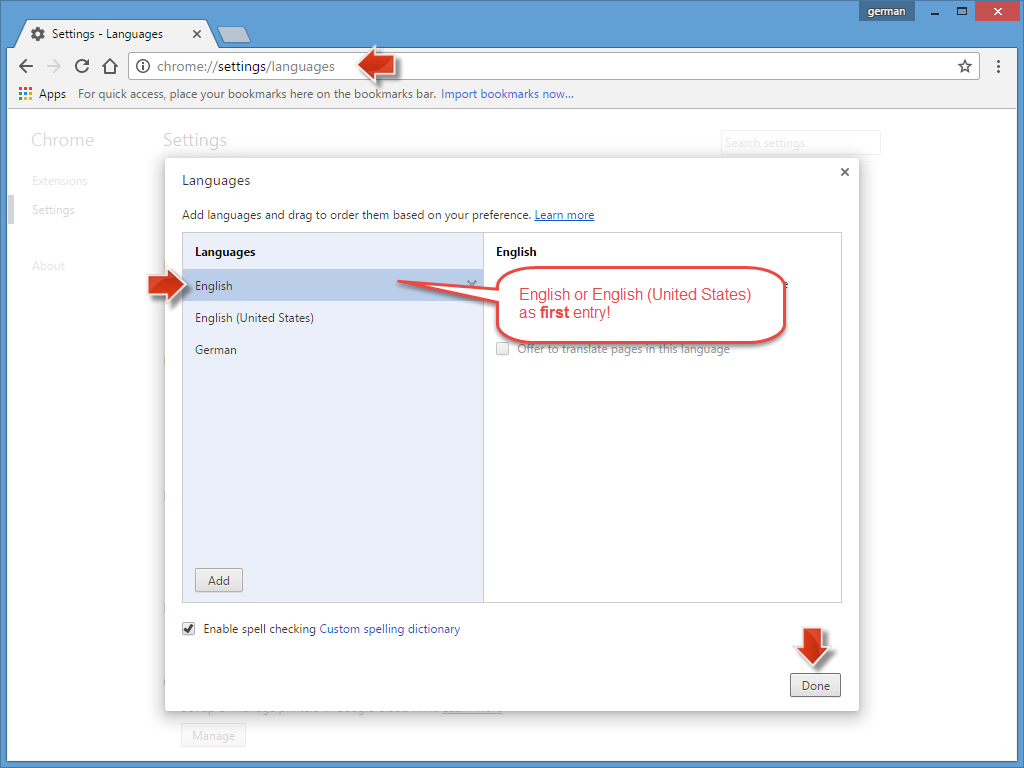 german
Settings - Languages
chrome://settings/languages
Apps For quick access, place your bookmarks here on the bookmarks bar. Import bookmarks now...
Chrome
Settings
Search settings
Extensions
Settings
About
Languages
Add languages and drag to order them based on your preference. Learn more
Languages
English
English (United States)
German
Add
English
English or English (United States)
as first entry!
Offer to translate pages in this language
Enable spell checking Custom spelling dictionary
Done
Manage